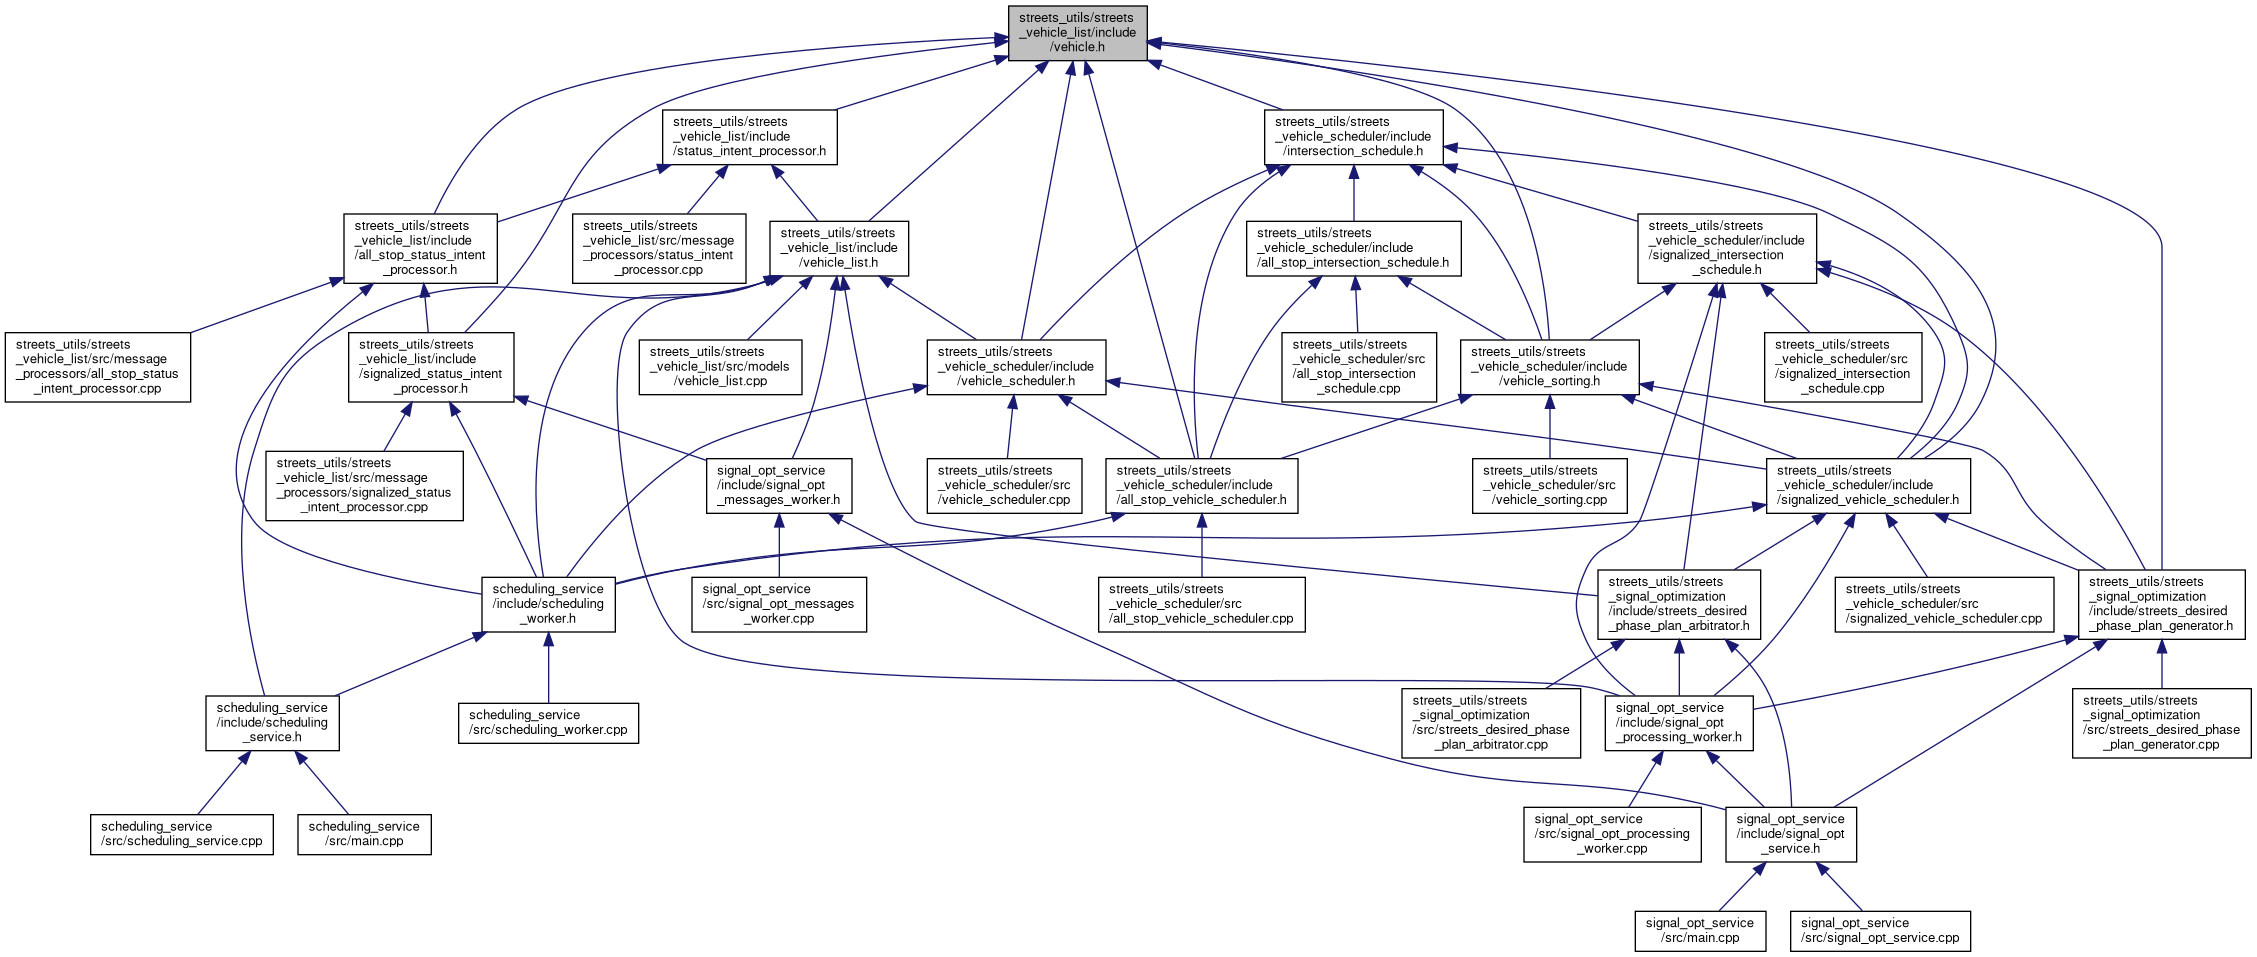 streets_utils/streets
_vehicle_list/include
/vehicle.h
streets_utils/streets
_vehicle_list/include
/status_intent_processor.h
streets_utils/streets
_vehicle_scheduler/include
/intersection_schedule.h
streets_utils/streets
_vehicle_list/include
/all_stop_status_intent
_processor.h
streets_utils/streets
_vehicle_list/src/message
_processors/status_intent
_processor.cpp
streets_utils/streets
_vehicle_list/include
/vehicle_list.h
streets_utils/streets
_vehicle_scheduler/include
/all_stop_intersection_schedule.h
streets_utils/streets
_vehicle_scheduler/include
/signalized_intersection
_schedule.h
streets_utils/streets
_vehicle_list/src/message
_processors/all_stop_status
_intent_processor.cpp
streets_utils/streets
_vehicle_list/include
/signalized_status_intent
_processor.h
streets_utils/streets
_vehicle_list/src/models
/vehicle_list.cpp
streets_utils/streets
_vehicle_scheduler/include
/vehicle_scheduler.h
streets_utils/streets
_vehicle_scheduler/src
/all_stop_intersection
_schedule.cpp
streets_utils/streets
_vehicle_scheduler/include
/vehicle_sorting.h
streets_utils/streets
_vehicle_scheduler/src
/signalized_intersection
_schedule.cpp
streets_utils/streets
_vehicle_list/src/message
_processors/signalized_status
_intent_processor.cpp
signal_opt_service
/include/signal_opt
_messages_worker.h
streets_utils/streets
_vehicle_scheduler/src
/vehicle_scheduler.cpp
streets_utils/streets
_vehicle_scheduler/include
/all_stop_vehicle_scheduler.h
streets_utils/streets
_vehicle_scheduler/src
/vehicle_sorting.cpp
streets_utils/streets
_vehicle_scheduler/include
/signalized_vehicle_scheduler.h
scheduling_service
/include/scheduling
_worker.h
signal_opt_service
/src/signal_opt_messages
_worker.cpp
streets_utils/streets
_vehicle_scheduler/src
/all_stop_vehicle_scheduler.cpp
streets_utils/streets
_signal_optimization
/include/streets_desired
_phase_plan_arbitrator.h
streets_utils/streets
_vehicle_scheduler/src
/signalized_vehicle_scheduler.cpp
streets_utils/streets
_signal_optimization
/include/streets_desired
_phase_plan_generator.h
scheduling_service
/include/scheduling
_service.h
scheduling_service
/src/scheduling_worker.cpp
streets_utils/streets
_signal_optimization
/src/streets_desired_phase
_plan_arbitrator.cpp
signal_opt_service
/include/signal_opt
_processing_worker.h
streets_utils/streets
_signal_optimization
/src/streets_desired_phase
_plan_generator.cpp
scheduling_service
/src/scheduling_service.cpp
scheduling_service
/src/main.cpp
signal_opt_service
/src/signal_opt_processing
_worker.cpp
signal_opt_service
/include/signal_opt
_service.h
signal_opt_service
/src/main.cpp
signal_opt_service
/src/signal_opt_service.cpp